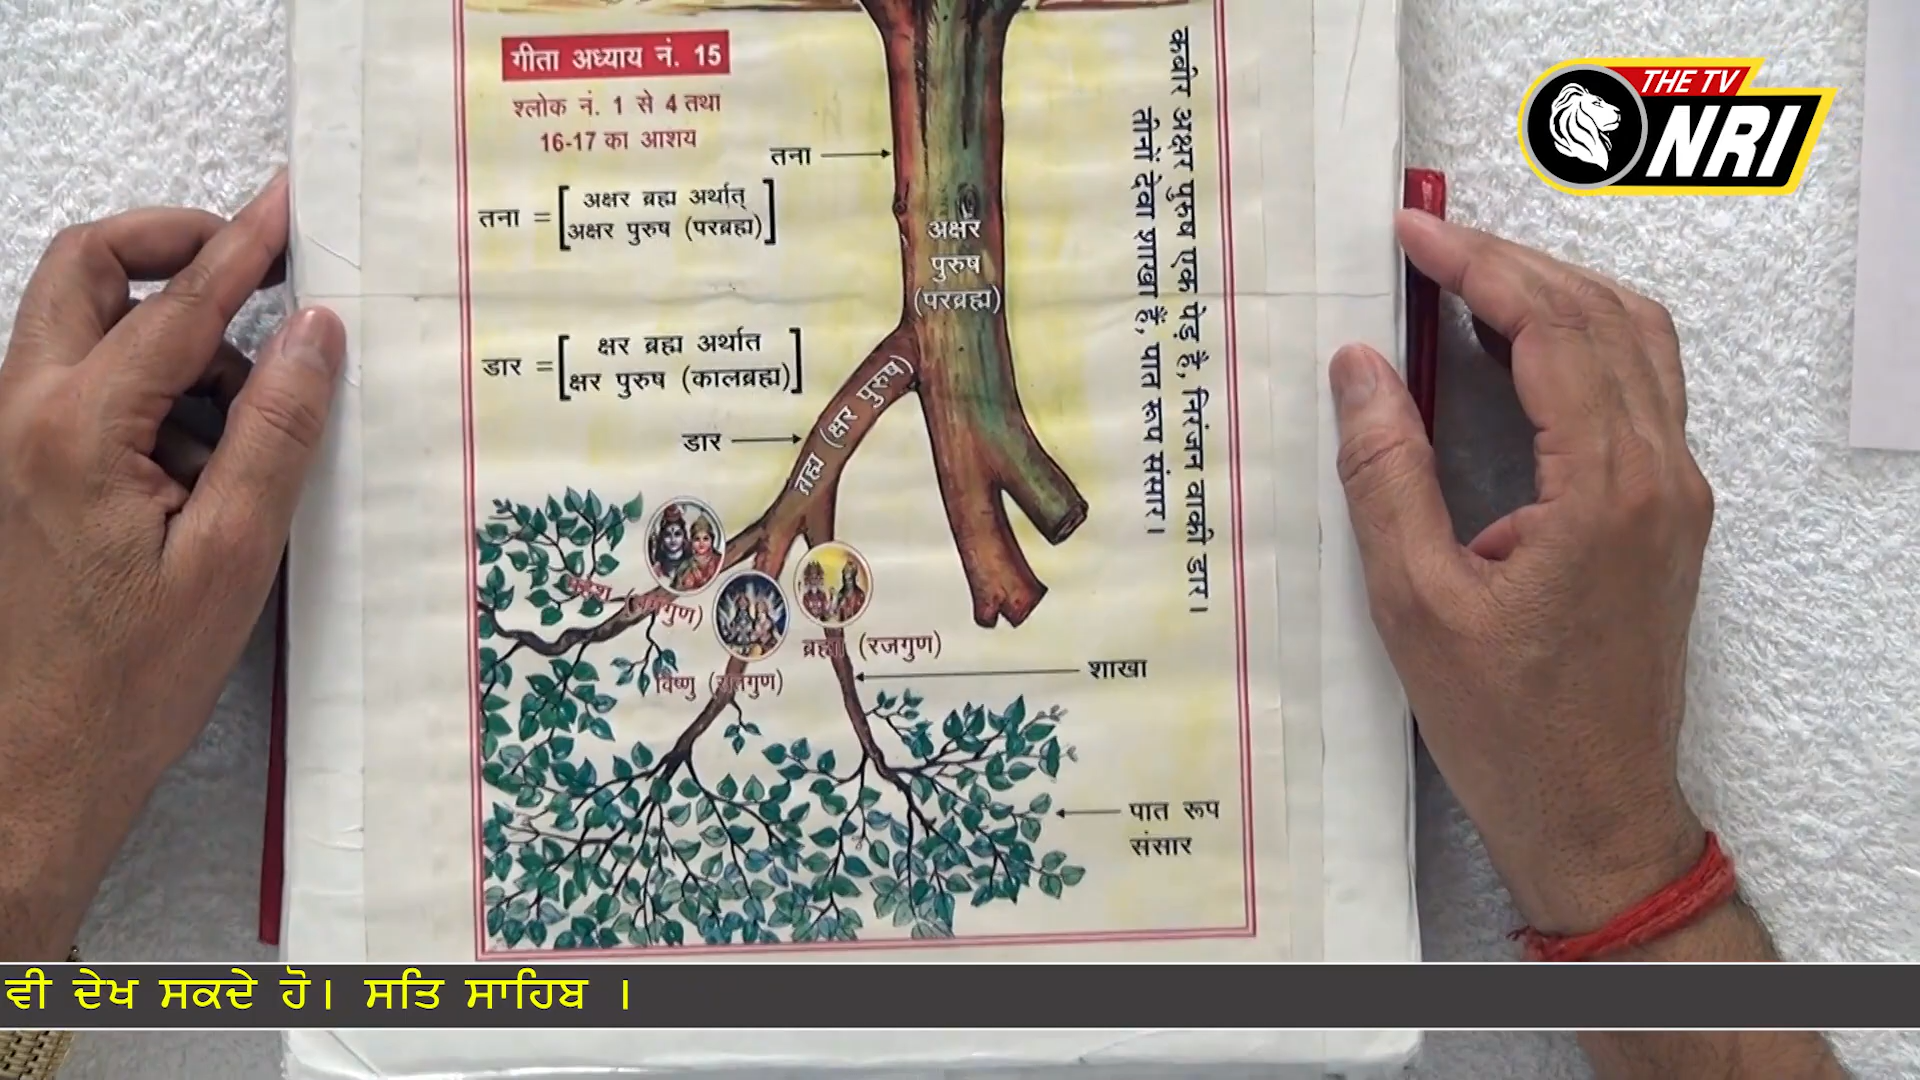 गीता अध्याय नं. 15
श्लोक नं. 1 से 4 तथा
16-17 का आशय
तना
तना = [अक्षर ब्रह्म अर्थात्
अक्षर पुरुष (परब्रह्म)]
अक्षर
पुरुष
(परब्रह्म)
डार = [क्षर ब्रह्म अर्थात
क्षर पुरुष (कालब्रह्म)]
डार
ब्रह्म (क्षर पुरुष)
कबीर अक्षर पुरुष एक पेड़ है, निरंजन वाकी डार।
तीनों देवा शाखा हैं, पात रूप संसार।
ब्रह्मा (रजगुण)
विष्णु (सतगुण)
शाखा
पात रूप
संसार
THE TV
NRI
ਵੀ ਦੇਖ ਸਕਦੇ ਹੋ। ਸਤਿ ਸਾਹਿਬ ।